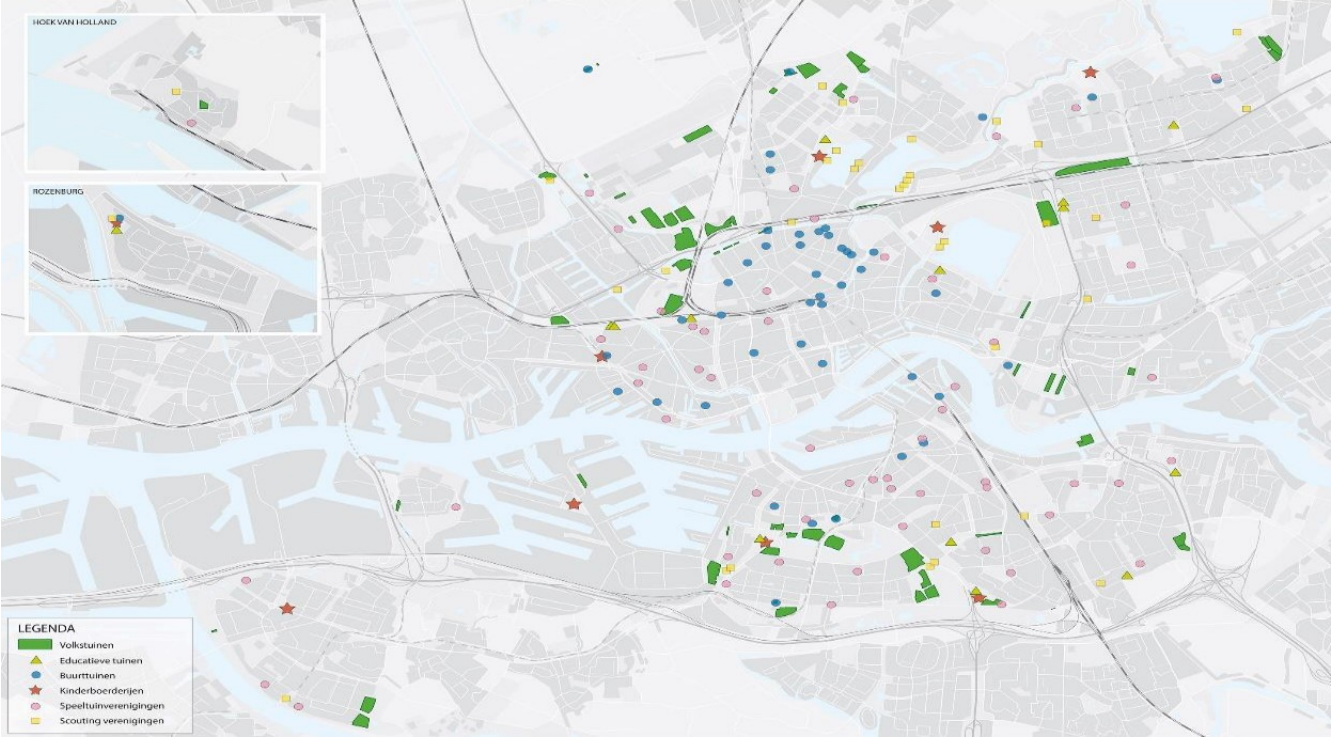 HOEK VAN HOLLAND
ROZENBURG
LEGENDA
Volkstuinen
Educatieve tuinen
Buurttuinen
Kinderboerderijen
Speeltuinverenigingen
Scouting verenigingen